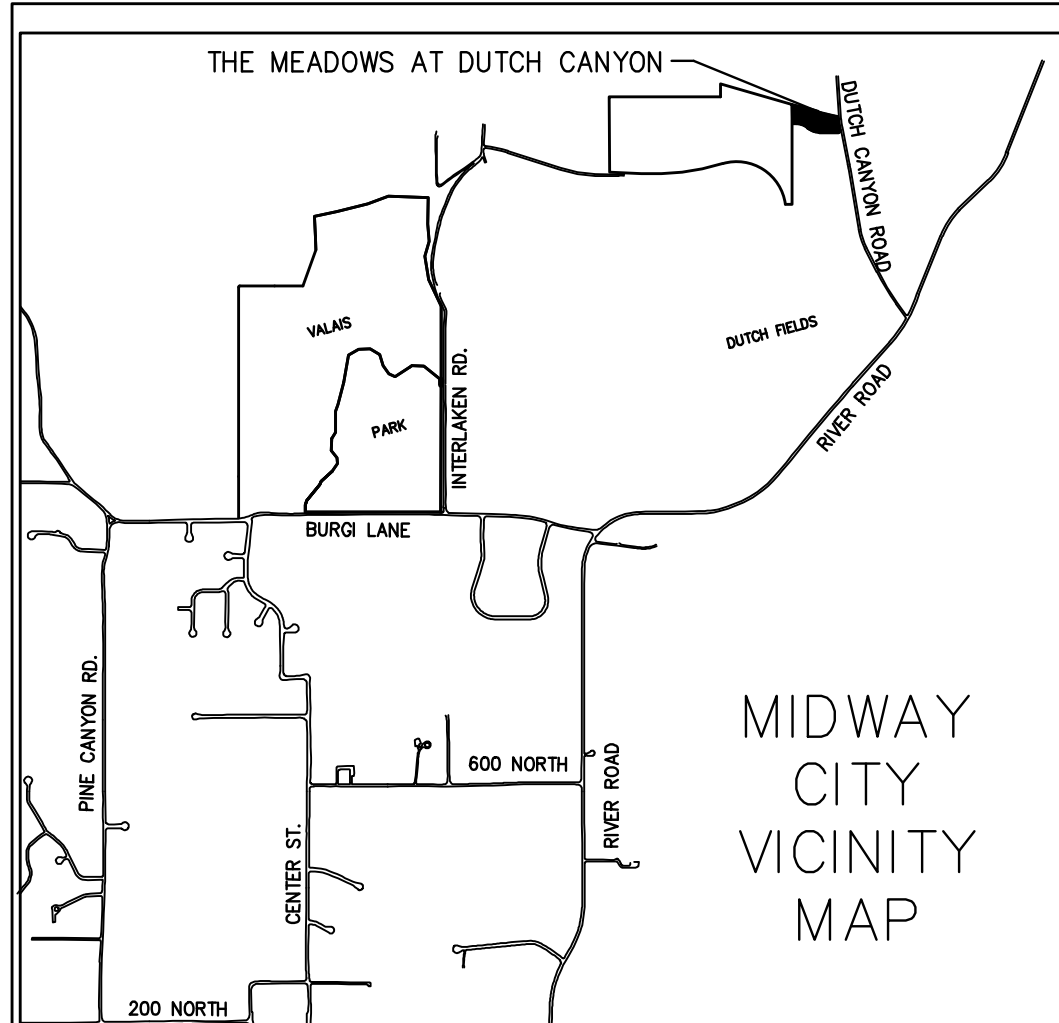 THE MEADOWS AT DUTCH CANYON
DUTCH CANYON ROAD
VALAIS
DUTCH FIELDS
INTERLAKEN RD.
RIVER ROAD
PARK
BURGI LANE
PINE CANYON RD.
600 NORTH
RIVER ROAD
CENTER ST.
200 NORTH
MIDWAY
CITY
VICINITY
MAP